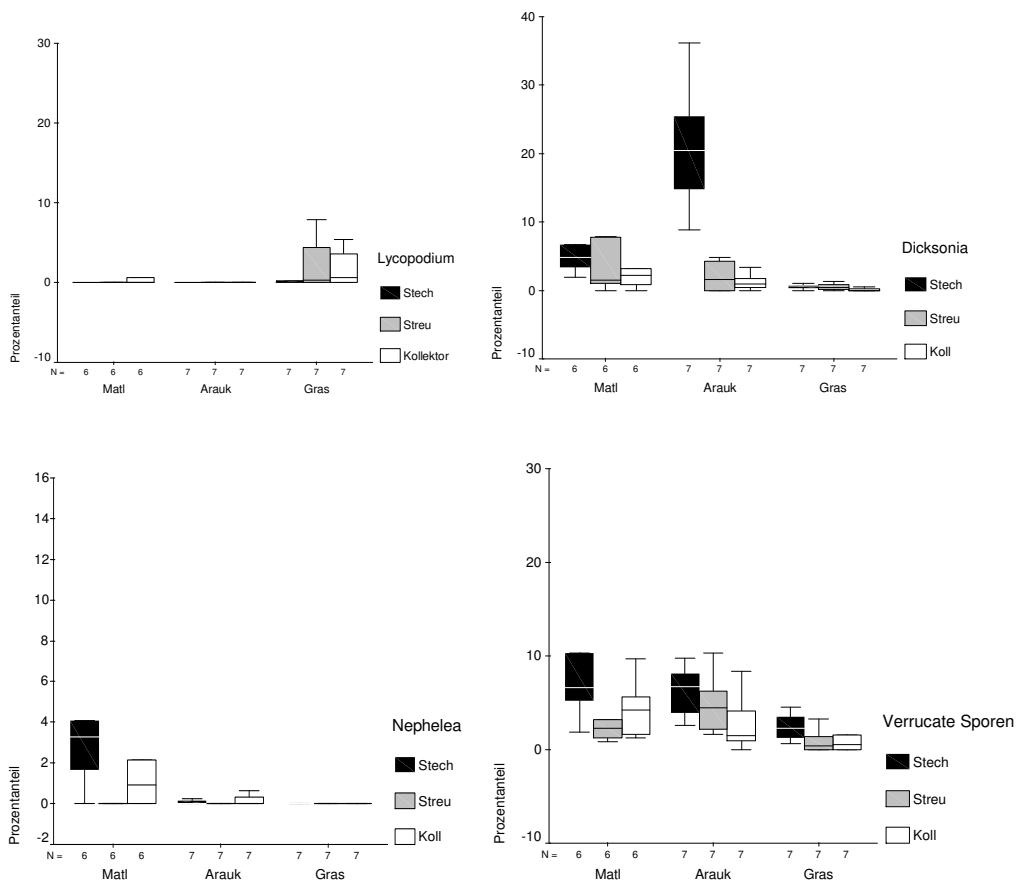 30
20
10
0
-10
Prozentanteil
N = 6 6 6 7 7 7 7 7 7
Matl Arauk Gras
Lycopodium
Stech
Streu
Kollektor
40
30
20
10
0
-10
Prozentanteil
N = 6 6 6 7 7 7 7 7 7
Matl Arauk Gras
Dicksonia
Stech
Streu
Koll
16
14
12
10
8
6
4
2
0
-2
Prozentanteil
N = 6 6 6 7 7 7 7 7 7
Matl Arauk Gras
Nephelea
Stech
Streu
Koll
30
20
10
0
-10
Prozentanteil
N = 6 6 6 7 7 7 7 7 7
Matl Arauk Gras
Verrucate Sporen
Stech
Streu
Koll